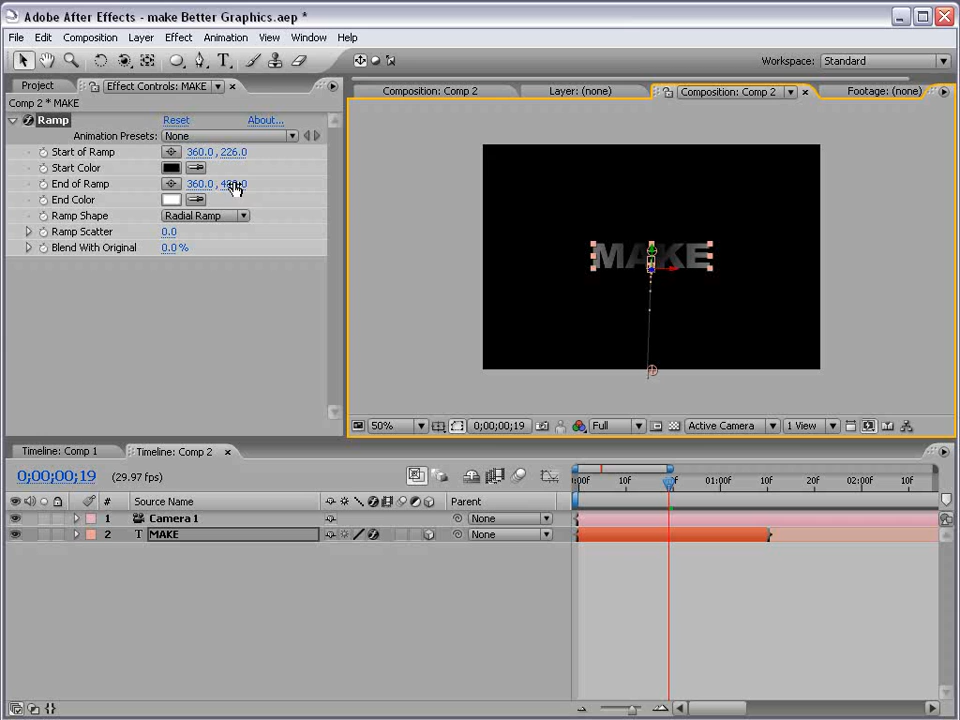 Adobe After Effects - make Better Graphics.aep *
File Edit Composition Layer Effect Animation View Window Help
T Workspace: Standard
Project Effect Controls: MAKE Composition: Comp 2 Layer: (none) Composition: Comp 2 Footage: (none)
Comp 2 * MAKE
Ramp Reset About...
Animation Presets: None
Start of Ramp 360.0 , 226.0
Start Color
End of Ramp 360.0 ,
End Color
Ramp Shape Radial Ramp
Ramp Scatter 0.0
Blend With Original 0.0 %
MAKE
50% 0;00;00;19 Full Active Camera 1 View
Timeline: Comp 1 Timeline: Comp 2
0;00;00;19 (29.97 fps)
10F 01:00F 10F 02:00F 10F
# Source Name Parent
1 Camera 1 None
2 T MAKE None